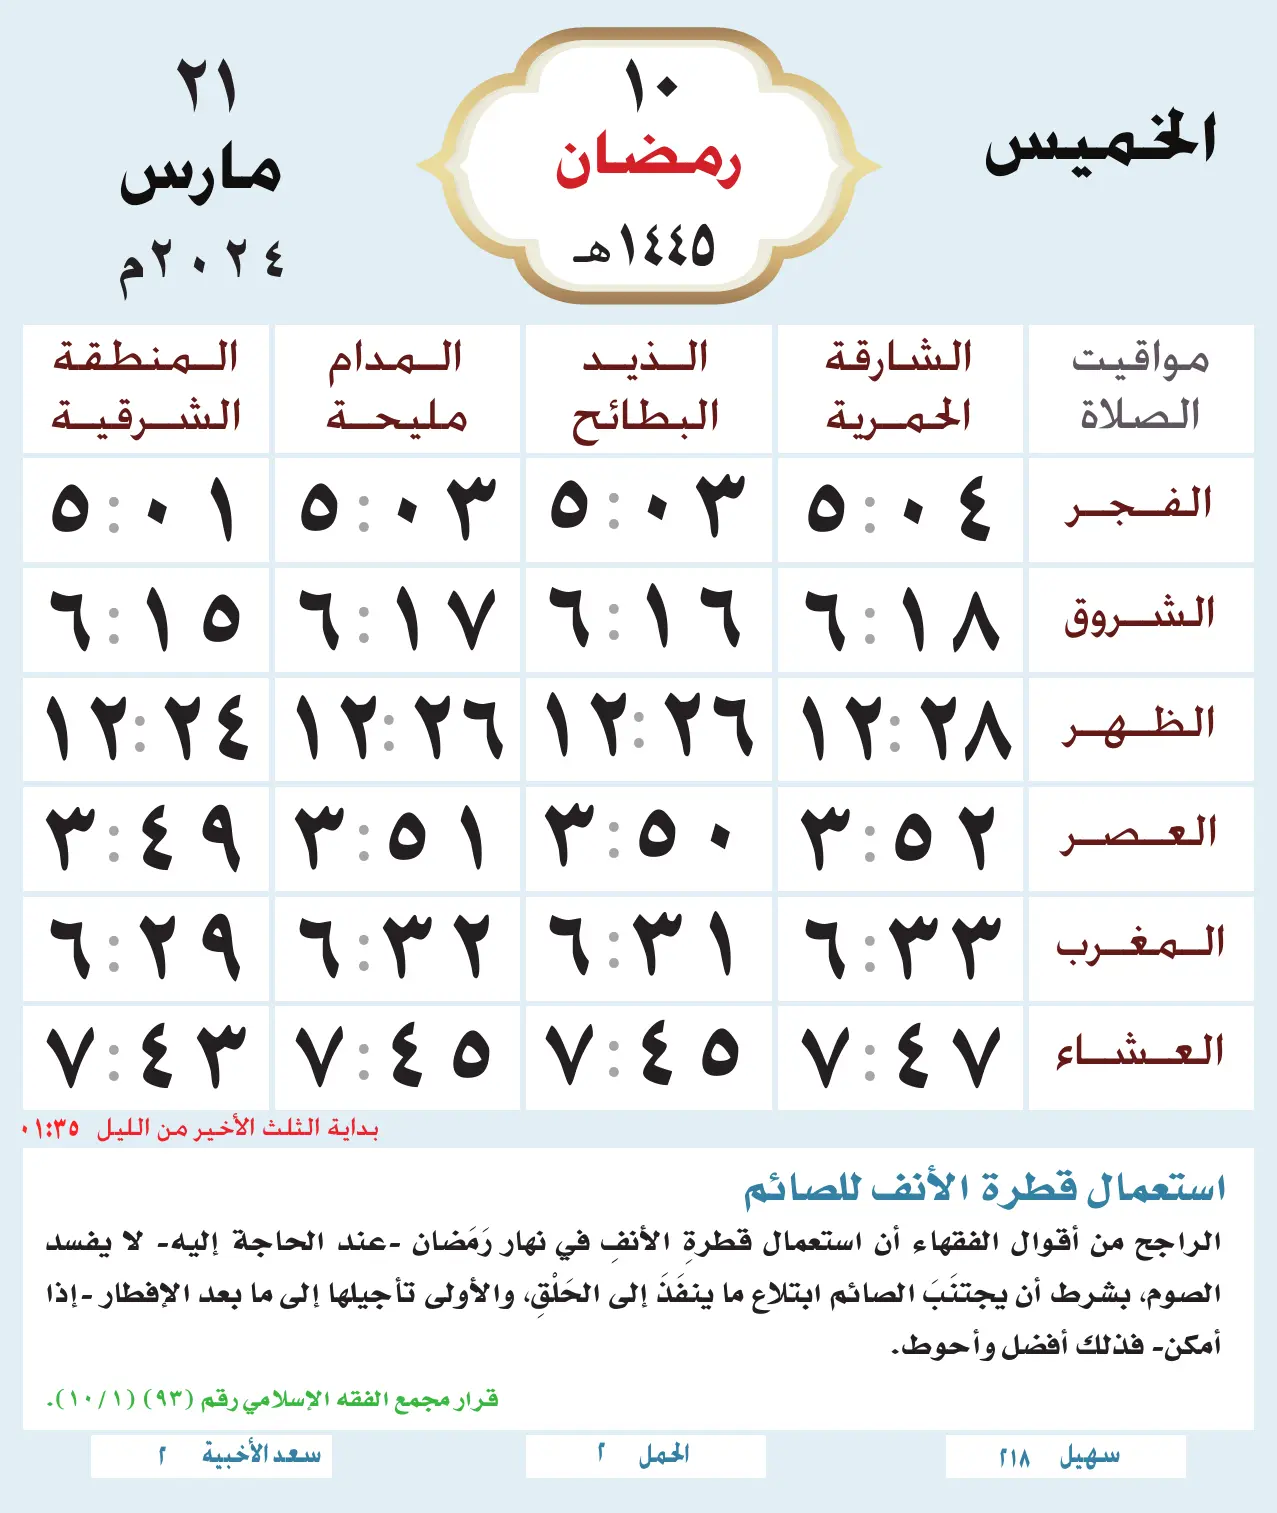 الخميس
١٠
رمضان
١٤٤٥هـ
٢١
مارس
٢٠٢٤م
مواقيت الصلاة
الشارقة الحمرية
الذيد البطائح
المدام مليحة
المنطقة الشرقية
الفجر ٥:٠٤ ٥:٠٣ ٥:٠٣ ٥:٠١
الشروق ٦:١٨ ٦:١٦ ٦:١٧ ٦:١٥
الظهر ١٢:٢٨ ١٢:٢٦ ١٢:٢٦ ١٢:٢٤
العصر ٣:٥٢ ٣:٥٠ ٣:٥١ ٣:٤٩
المغرب ٦:٣٣ ٦:٣١ ٦:٣٢ ٦:٢٩
العشاء ٧:٤٧ ٧:٤٥ ٧:٤٥ ٧:٤٣
بداية الثلث الأخير من الليل ٠١:٣٥
استعمال قطرة الأنف للصائم
الراجح من أقوال الفقهاء أن استعمال قطرةِ الأنفِ في نهار رَمَضان -عند الحاجة إليه- لا يفسد
الصوم، بشرط أن يجتنَبَ الصائم ابتلاع ما ينفَذَ إلى الحَلْقِ، والأولى تأجيلها إلى ما بعد الإفطار -إذا
أمكن- فذلك أفضل وأحوط.
قرار مجمع الفقه الإسلامي رقم (٩٣) (١٠/١).
سهيل ٢١٨
الحمل ٢
سعد الأخبية ٢